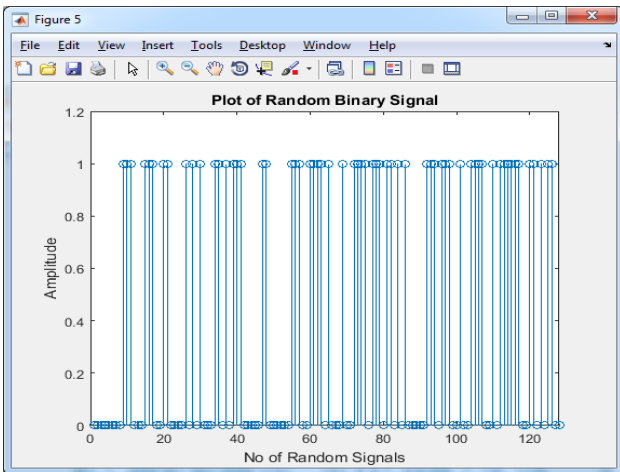 Figure 5
File Edit View Insert Tools Desktop Window Help
Plot of Random Binary Signal
1.2
1
0.8
0.6
0.4
0.2
0
Amplitude
0 20 40 60 80 100 120
No of Random Signals